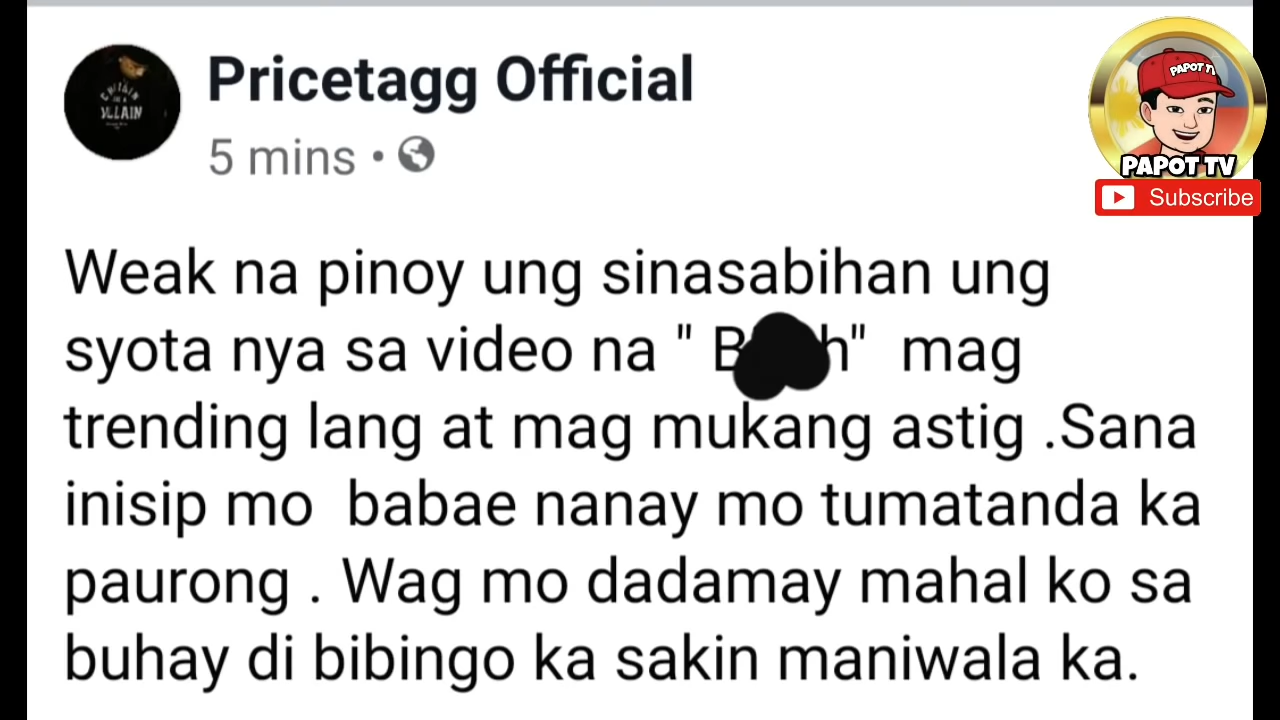 Pricetagg Official
5 mins •
PAPOT TV
PAPOT TV
Subscribe
Weak na pinoy ung sinasabihan ung
syota nya sa video na " B h" mag
trending lang at mag mukang astig .Sana
inisip mo babae nanay mo tumatanda ka
paurong . Wag mo dadamay mahal ko sa
buhay di bibingo ka sakin maniwala ka.